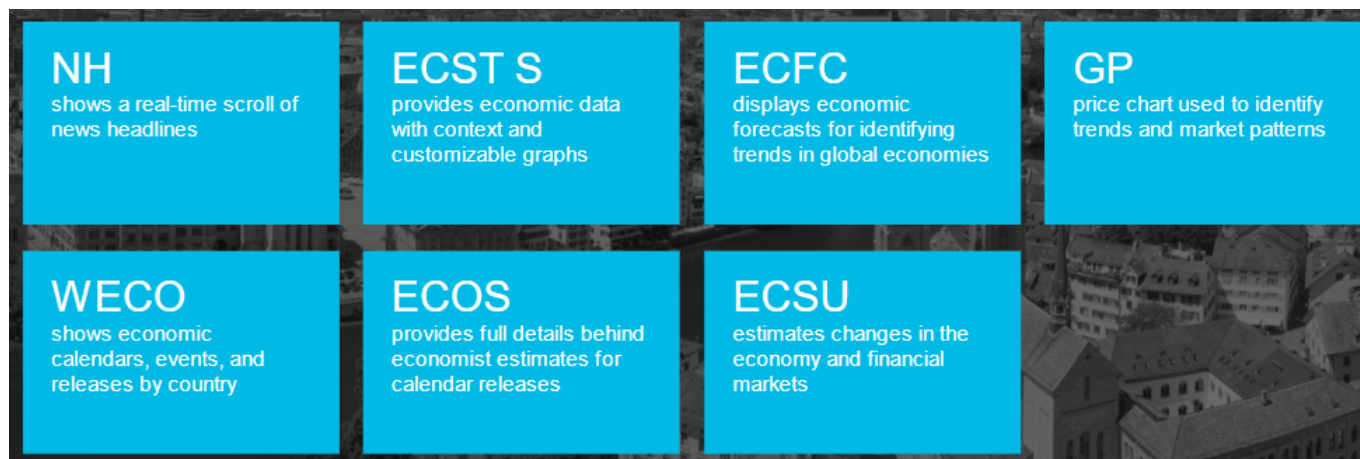 NH
shows a real-time scroll of
news headlines
ECST S
provides economic data
with context and
customizable graphs
ECFC
displays economic
forecasts for identifying
trends in global economies
GP
price chart used to identify
trends and market patterns
WECO
shows economic
calendars, events, and
releases by country
ECOS
provides full details behind
economist estimates for
calendar releases
ECSU
estimates changes in the
economy and financial
markets